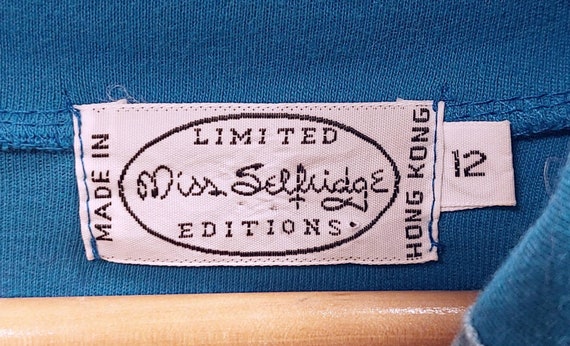 MADE IN
LIMITED
Miss Selfridge
EDITIONS
HONG KONG
12